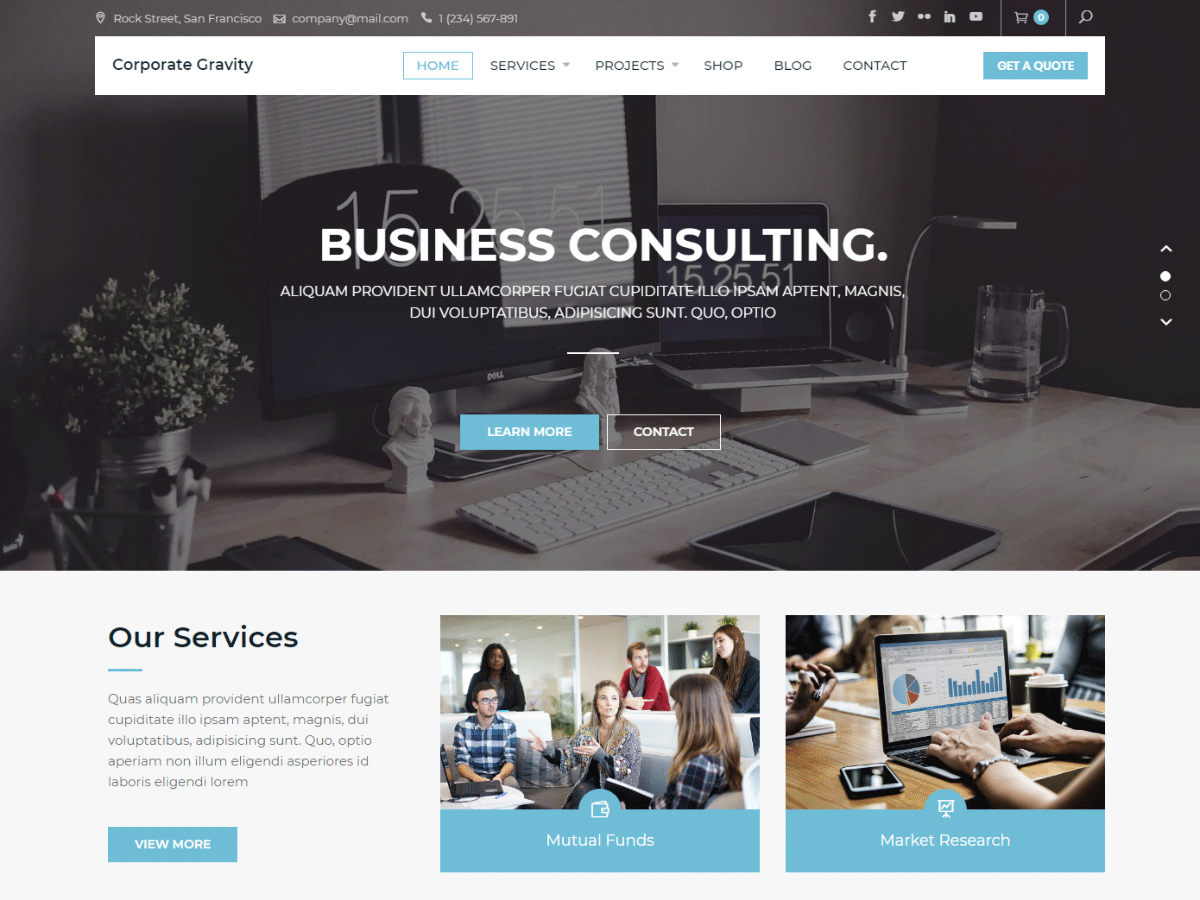 Rock Street, San Francisco company@mail.com 1 (234) 567-891 0
Corporate Gravity HOME SERVICES PROJECTS SHOP BLOG CONTACT GET A QUOTE
15 25 51
BUSINESS CONSULTING.
15 25 51
ALIQUAM PROVIDENT ULLAMCORPER FUGIAT CUPIDITATE ILLO IPSAM APTENT, MAGNIS,
DUI VOLUPTATIBUS, ADIPISICING SUNT. QUO, OPTIO
DELL
LEARN MORE CONTACT
Our Services
Quas aliquam provident ullamcorper fugiat
cupiditate illo ipsam aptent, magnis, dui
voluptatibus, adipisicing sunt. Quo, optio
aperiam non illum eligendi asperiores id
laboris eligendi lorem
VIEW MORE
Mutual Funds
Market Research